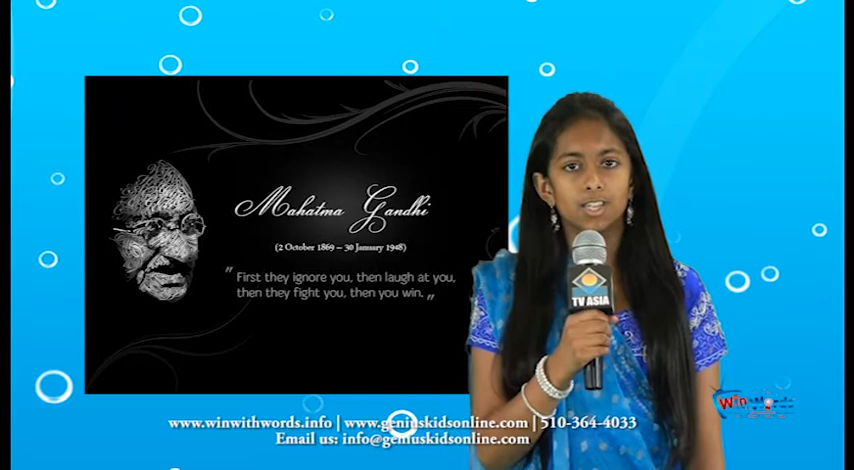 Mahatma Gandhi
(2 October 1869 – 30 January 1948)
" First they ignore you, then laugh at you,
then they fight you, then you win. „
TV ASIA
Win Words
www.winwithwords.info | www.geniuskidsonline.com | 510-364-4033
Email us: info@geniuskidsonline.com